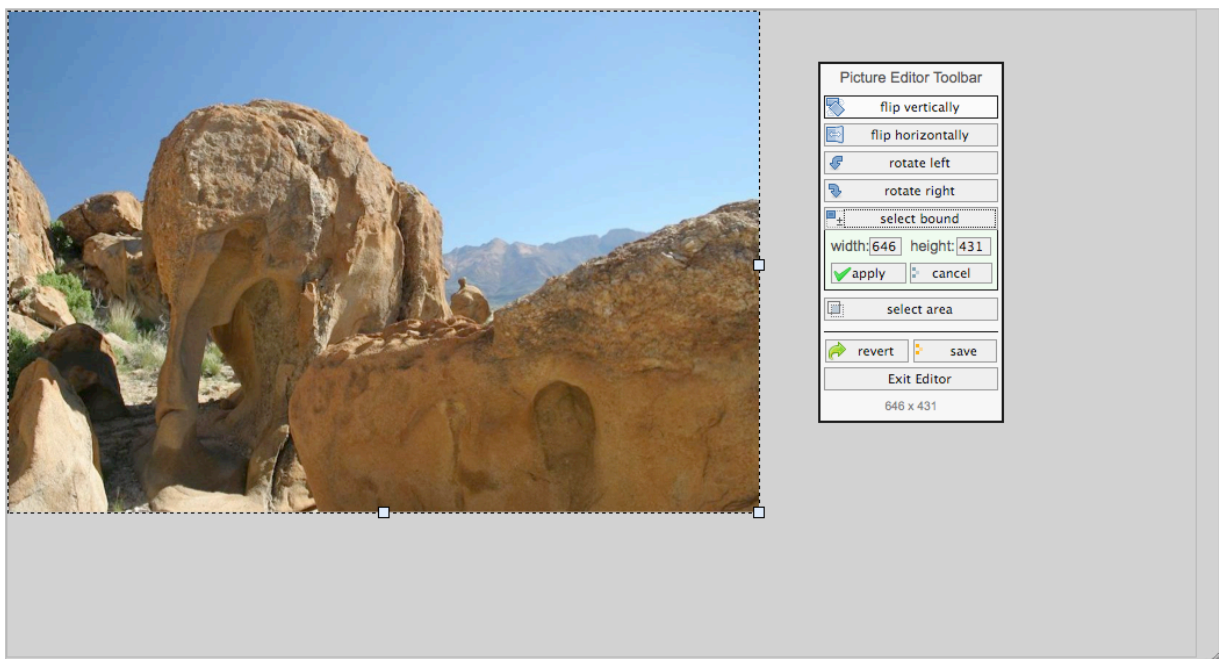 Picture Editor Toolbar
flip vertically
flip horizontally
rotate left
rotate right
select bound
width: 646 height: 431
apply cancel
select area
revert save
Exit Editor
646 x 431